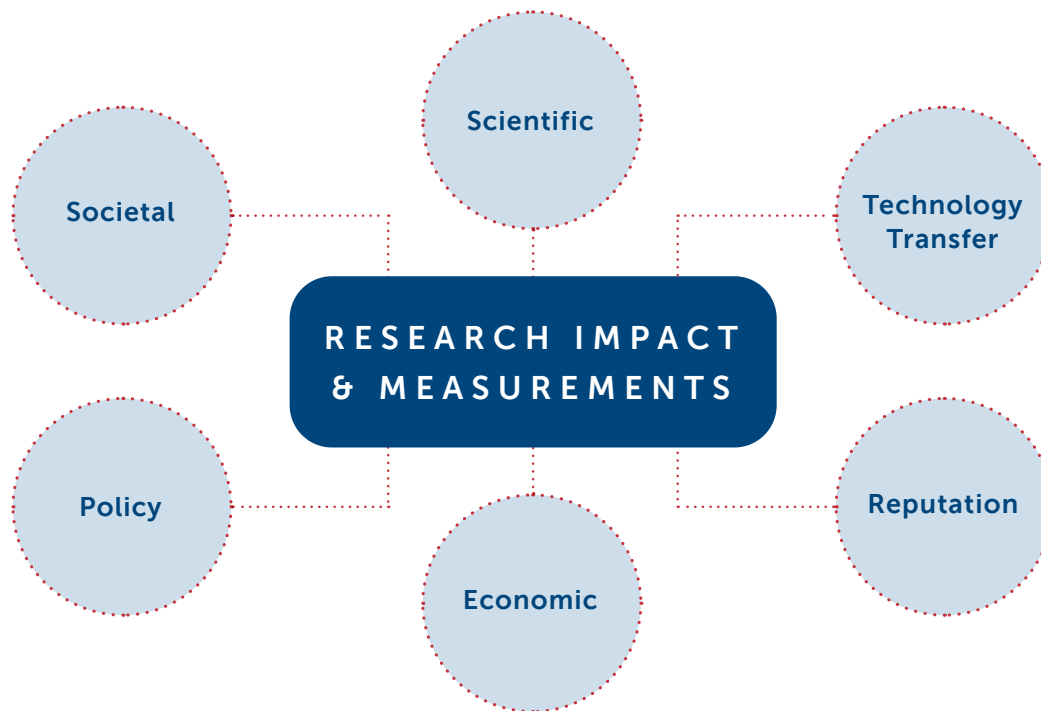 Scientific
Societal
Technology
Transfer
RESEARCH IMPACT
& MEASUREMENTS
Policy
Reputation
Economic